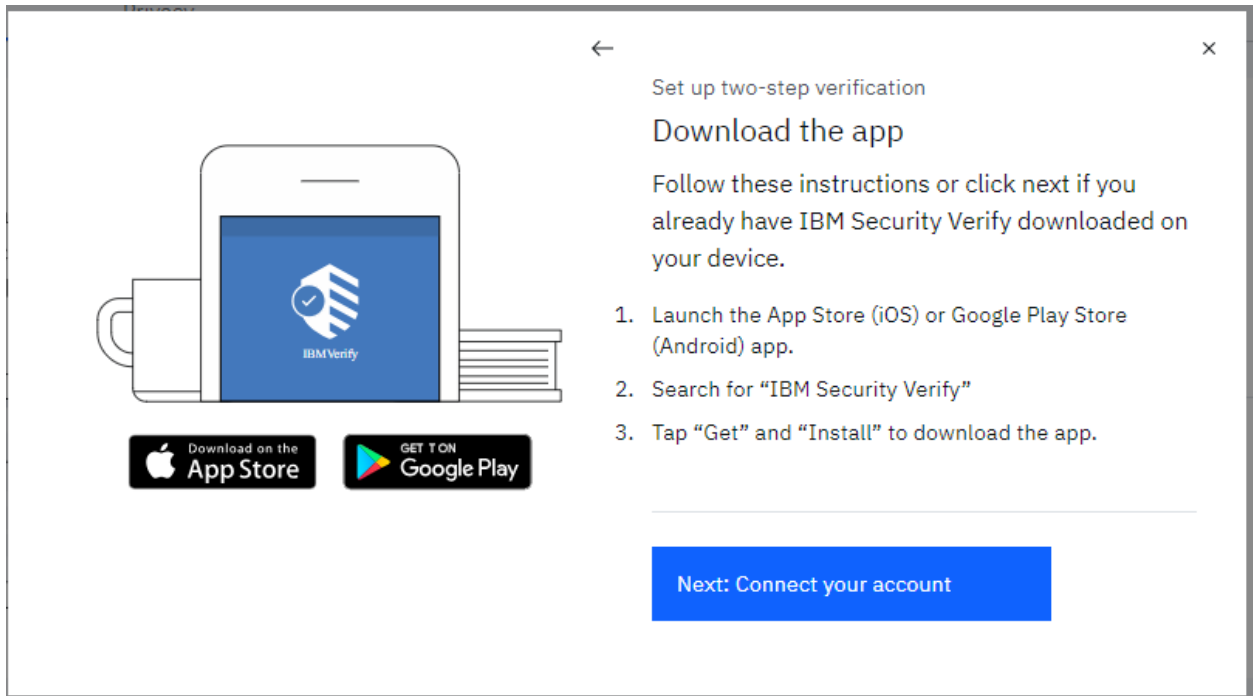 Set up two-step verification
Download the app
Follow these instructions or click next if you
already have IBM Security Verify downloaded on
your device.
1. Launch the App Store (iOS) or Google Play Store
(Android) app.
2. Search for “IBM Security Verify”
3. Tap “Get” and “Install” to download the app.
IBM Verify
Download on the
App Store
GET T ON
Google Play
Next: Connect your account